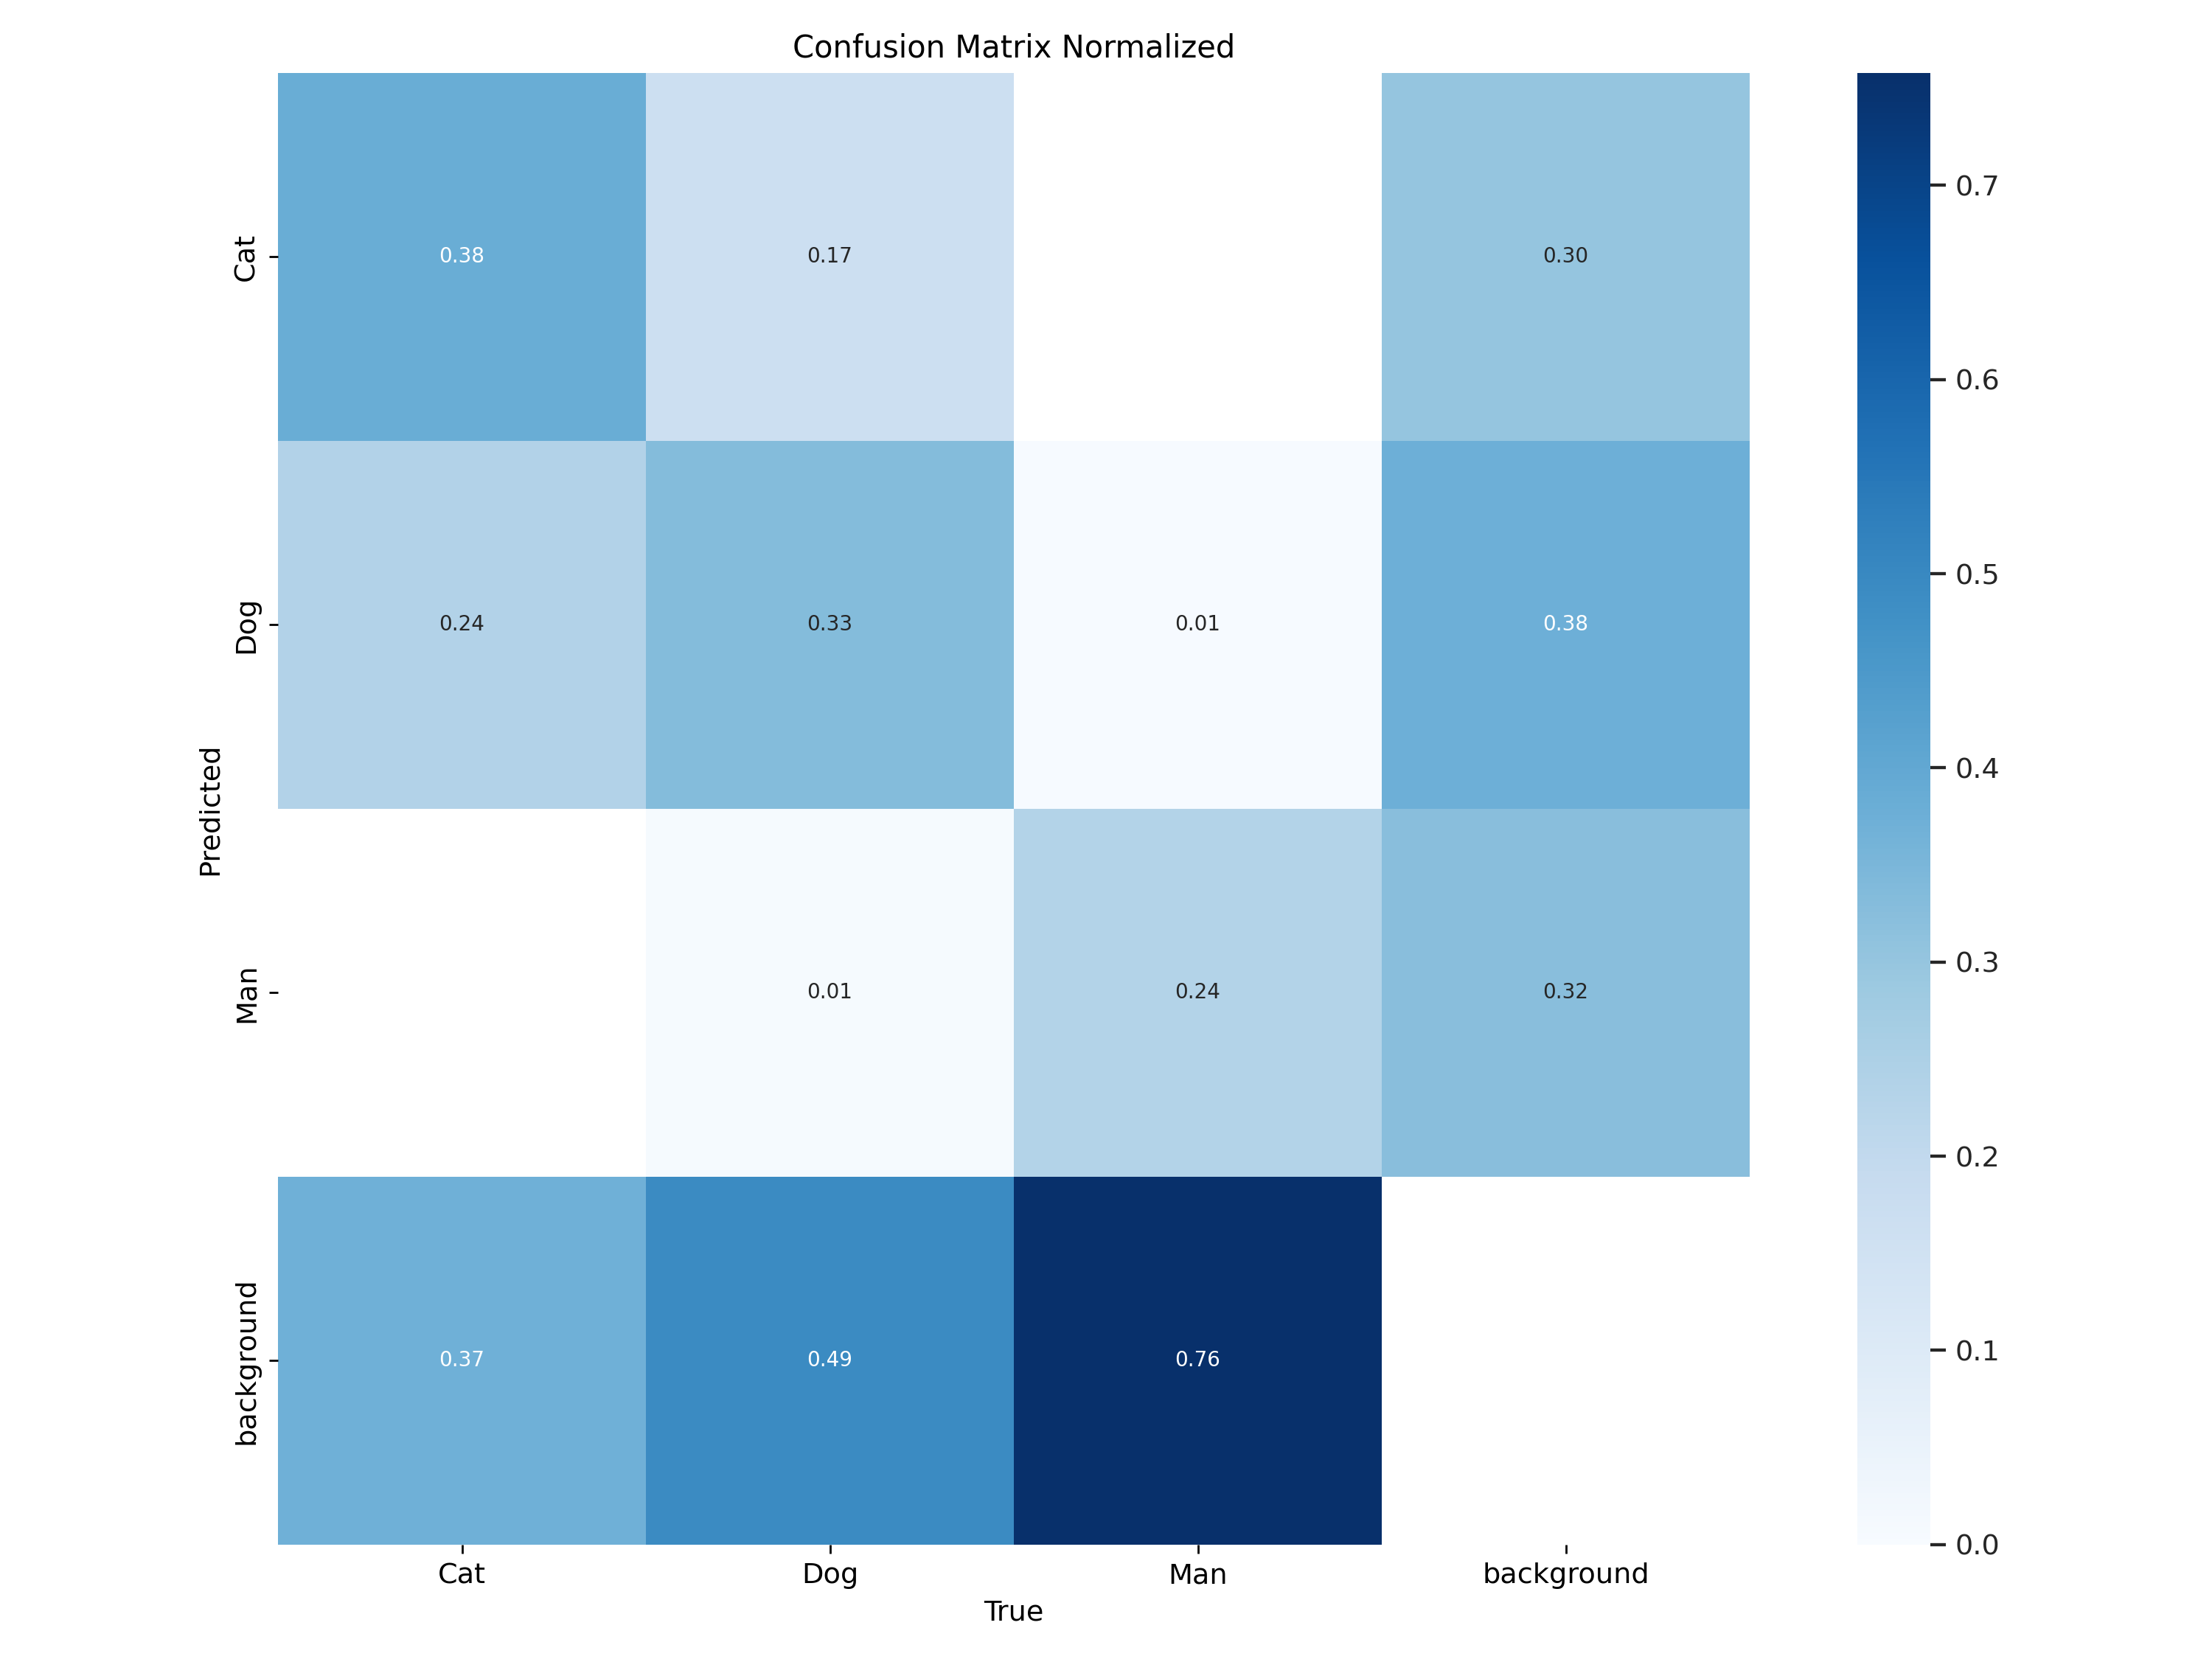 Confusion Matrix Normalized
Cat
0.38
0.17
0.30
Dog
0.24
0.33
0.01
0.38
Man
0.01
0.24
0.32
background
0.37
0.49
0.76
Predicted
Cat
Dog
Man
background
True
0.7
0.6
0.5
0.4
0.3
0.2
0.1
0.0